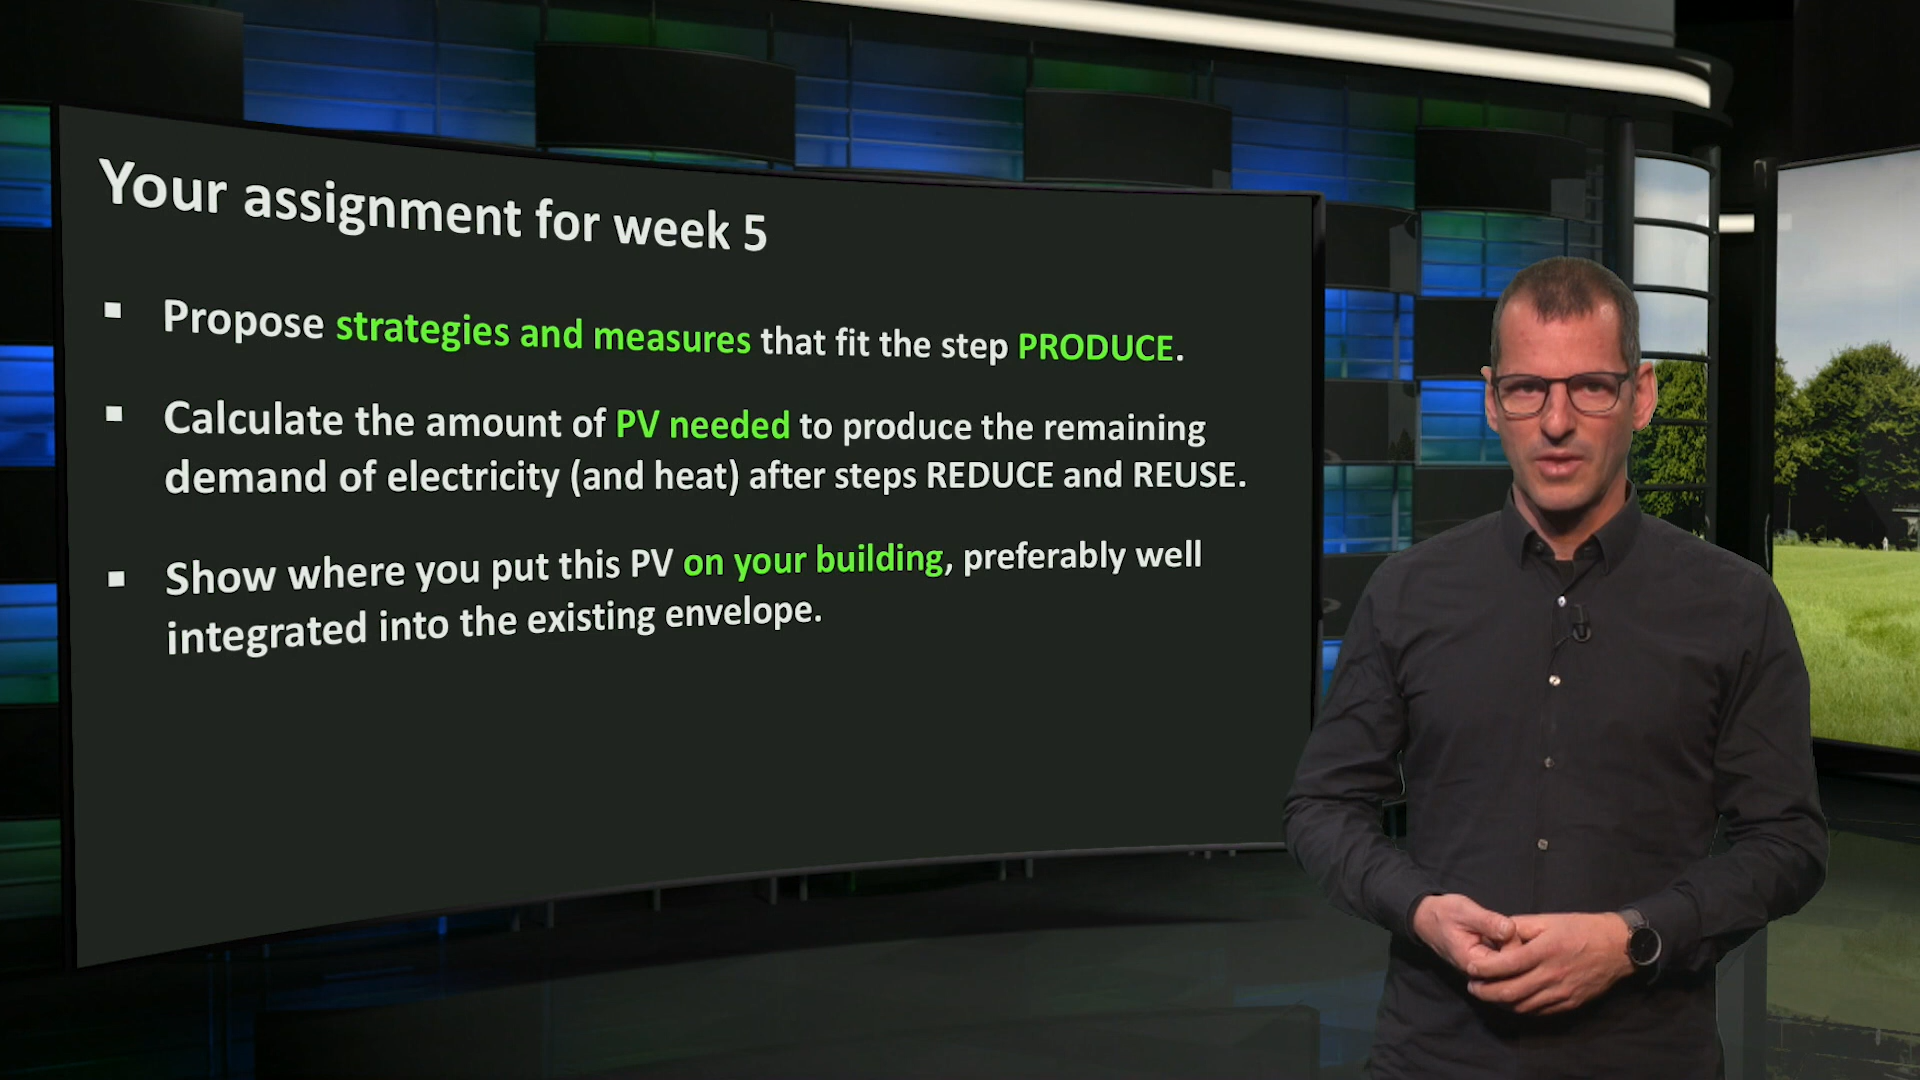 Your assignment for week 5
▪ Propose strategies and measures that fit the step PRODUCE.
▪ Calculate the amount of PV needed to produce the remaining
demand of electricity (and heat) after steps REDUCE and REUSE.
▪ Show where you put this PV on your building, preferably well
integrated into the existing envelope.